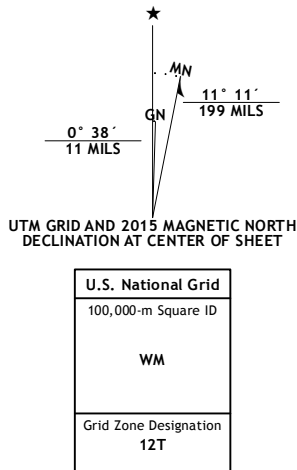 MN
GN
11° 11´
199 MILS
0° 38´
11 MILS
UTM GRID AND 2015 MAGNETIC NORTH
DECLINATION AT CENTER OF SHEET
U.S. National Grid
100,000-m Square ID
WM
Grid Zone Designation
12T